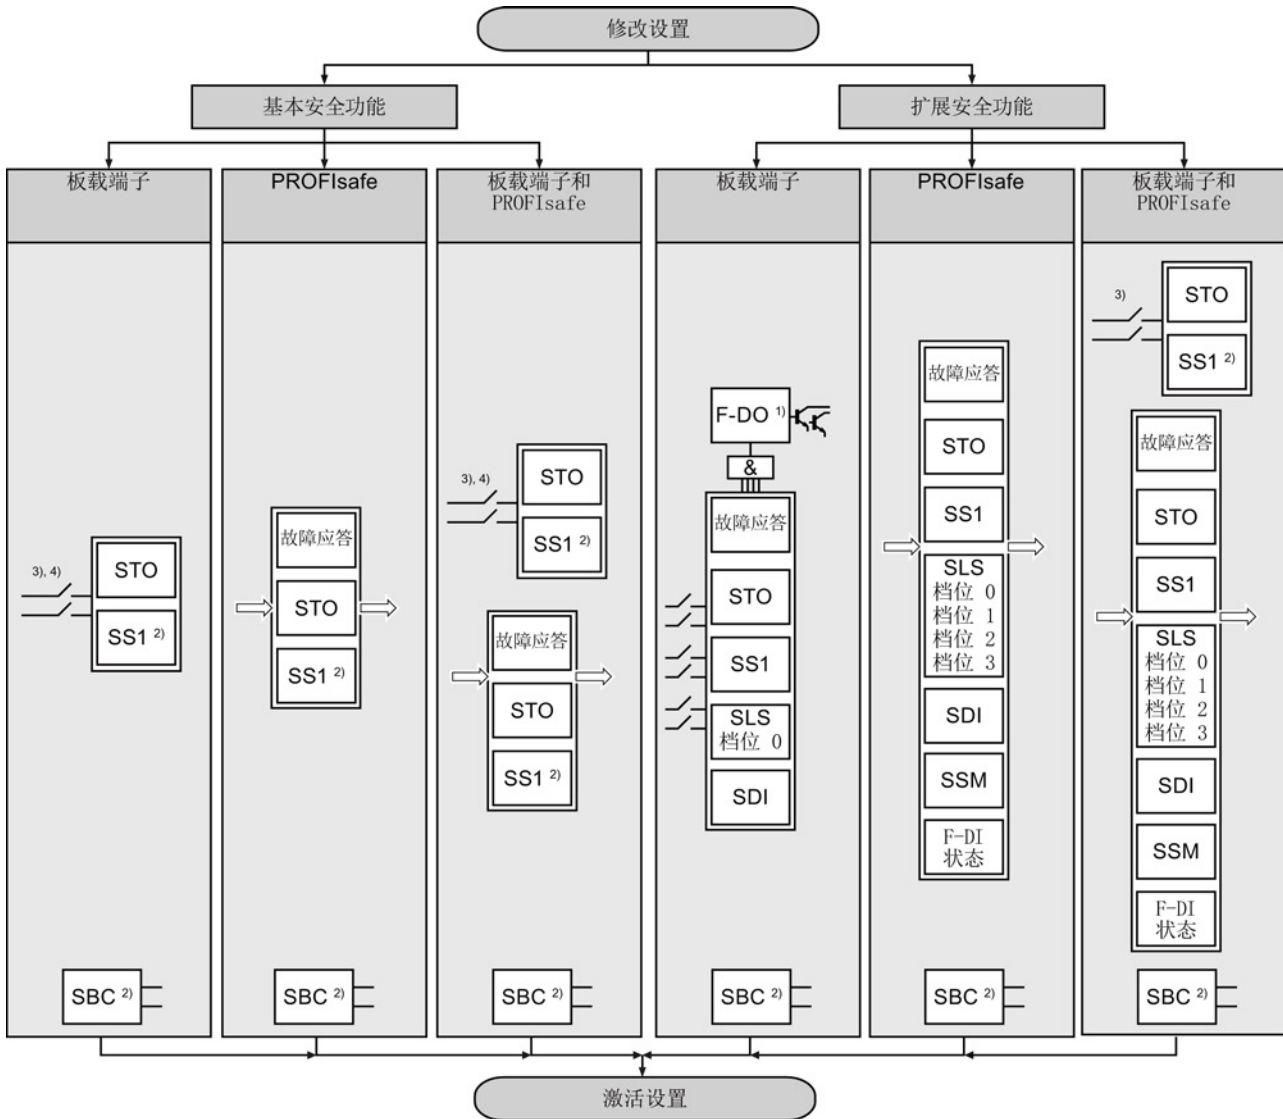 修改设置
基本安全功能
扩展安全功能
板载端子
3), 4)
STO
SS1 2)
SBC 2)
PROFIsafe
故障应答
STO
SS1 2)
SBC 2)
板载端子和
PROFIsafe
3), 4)
STO
SS1 2)
故障应答
STO
SS1 2)
SBC 2)
板载端子
F-DO 1)
&
故障应答
STO
SS1
SLS
档位 0
SDI
SBC 2)
PROFIsafe
故障应答
STO
SS1
SLS
档位 0
档位 1
档位 2
档位 3
SDI
SSM
F-DI
状态
SBC 2)
板载端子和
PROFIsafe
3)
STO
SS1 2)
故障应答
STO
SS1
SLS
档位 0
档位 1
档位 2
档位 3
SDI
SSM
F-DI
状态
SBC 2)
激活设置